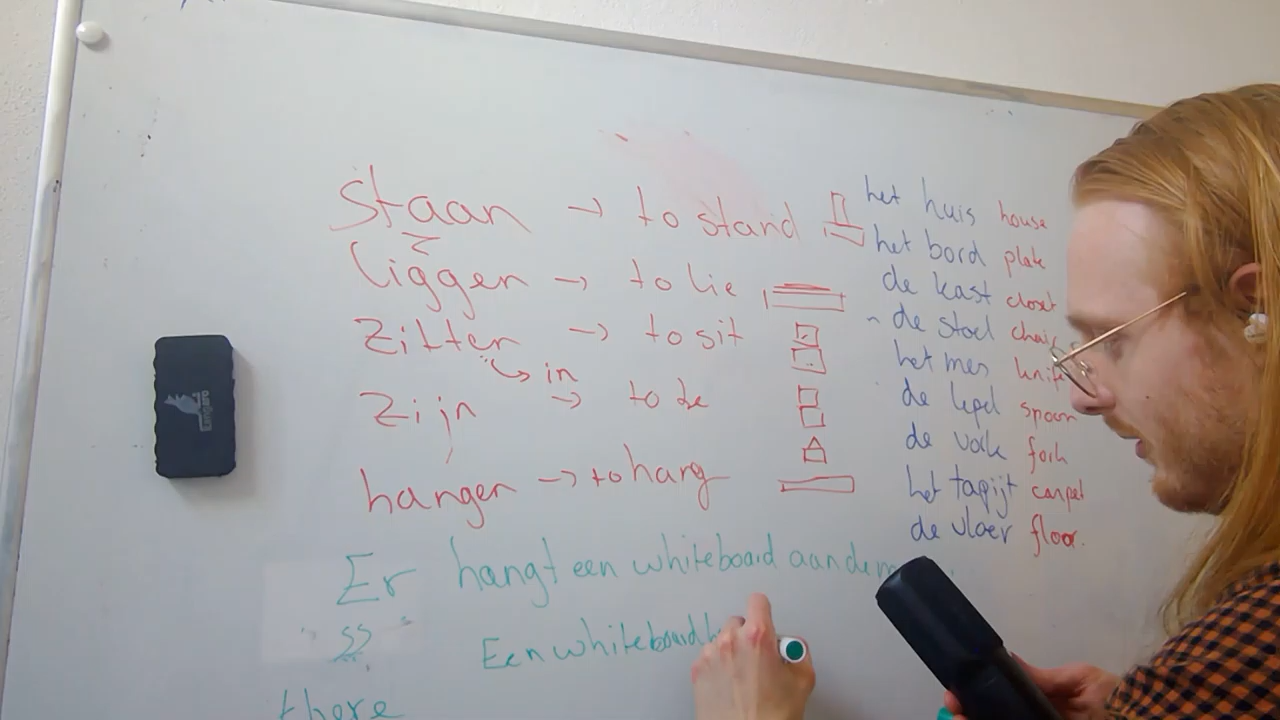 staan → to stand
liggen → to lie
zitten → to sit
in
zijn → to be
hangen → to hang
het huis house
het bord plate
de kast closet
de stoel chair
het mes knife
de lepel spoon
de vork fork
het tapijt carpet
de vloer floor.
Er hangt een whiteboard aan de
Een whiteboard
there